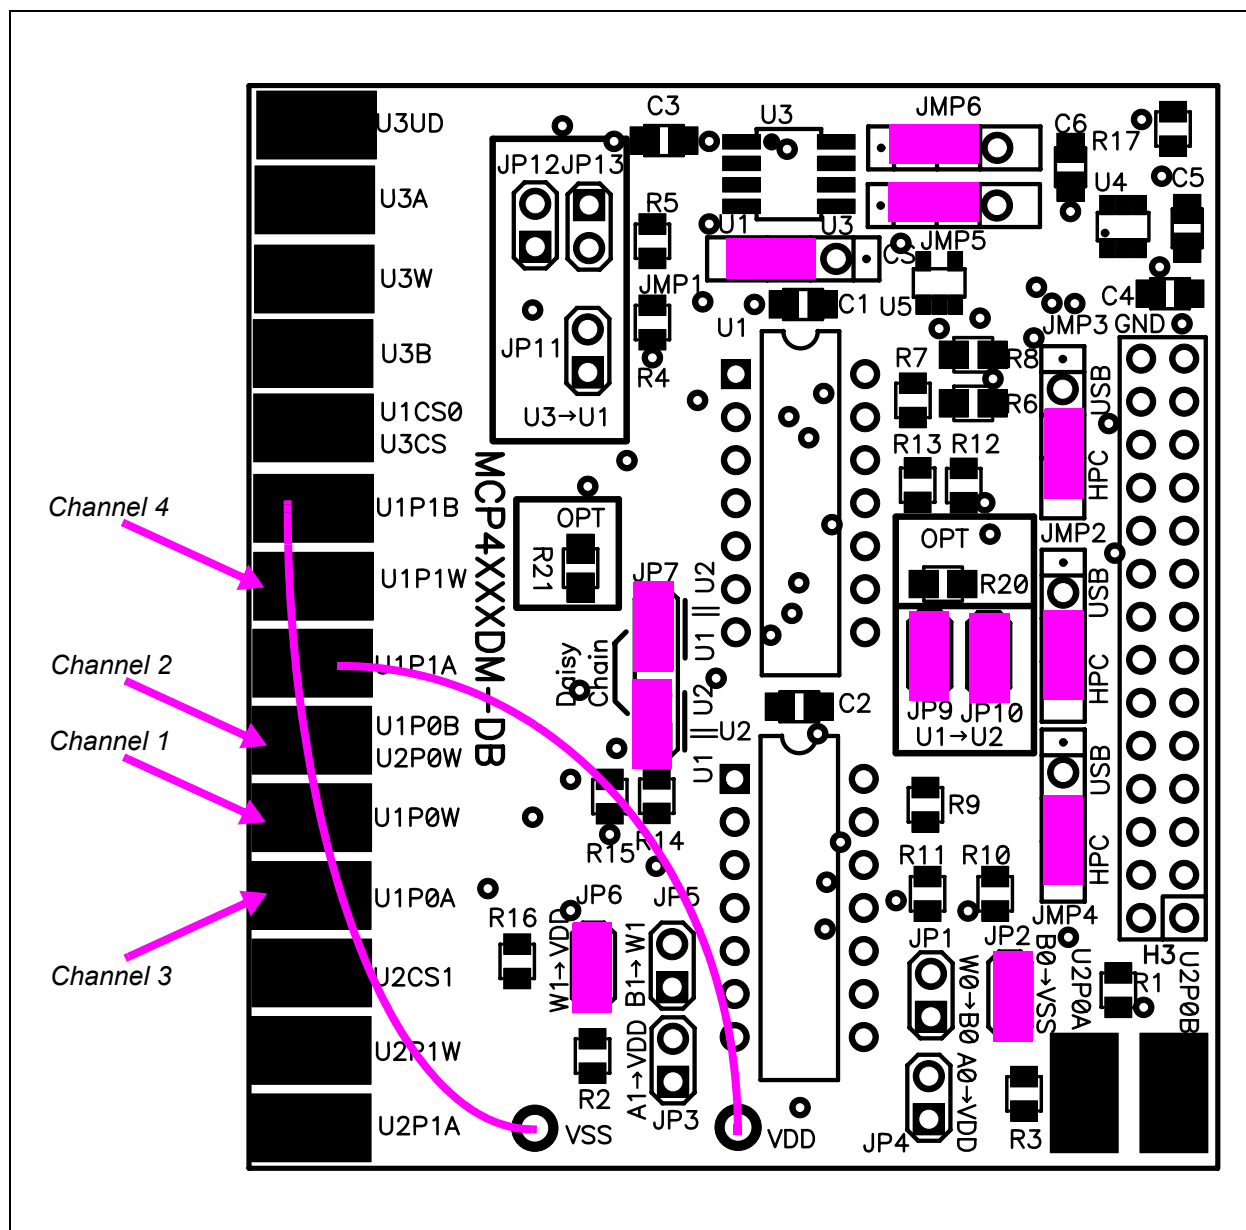 C3
U3
JMP6
C6
R17
U3UD
JP12
JP13
U3A
R5
U1
U3
U4
C5
JMP5
CS
U3W
JMP1
C1
U5
C4
U1
JMP3
GND
U3B
JP11
R4
R7
R8
USB
U1CS0
U3→U1
R6
U3CS
R13
R12
HPC
MCP4XXXDM-DB
Channel 4
U1P1B
OPT
OPT
JMP2
R21
JP7
U2
U1P1W
R20
USB
=
U1
Channel 2
U1P1A
Daisy
Chain
HPC
U2
JP9
JP10
C2
U1P0B
=
U2
U1→U2
Channel 1
U2P0W
U1
USB
U1P0W
R9
R15
R14
R11
R10
HPC
U1P0A
JP6
JP5
JMP4
R16
JP1
JP2
W1→VDD
B1→W1
W0→B0
B0→VSS
H3
Channel 3
U2CS1
U2P0A
R1
U2P0B
U2P1W
A1→VDD
A0→VDD
R2
JP3
U2P1A
VSS
VDD
JP4
R3